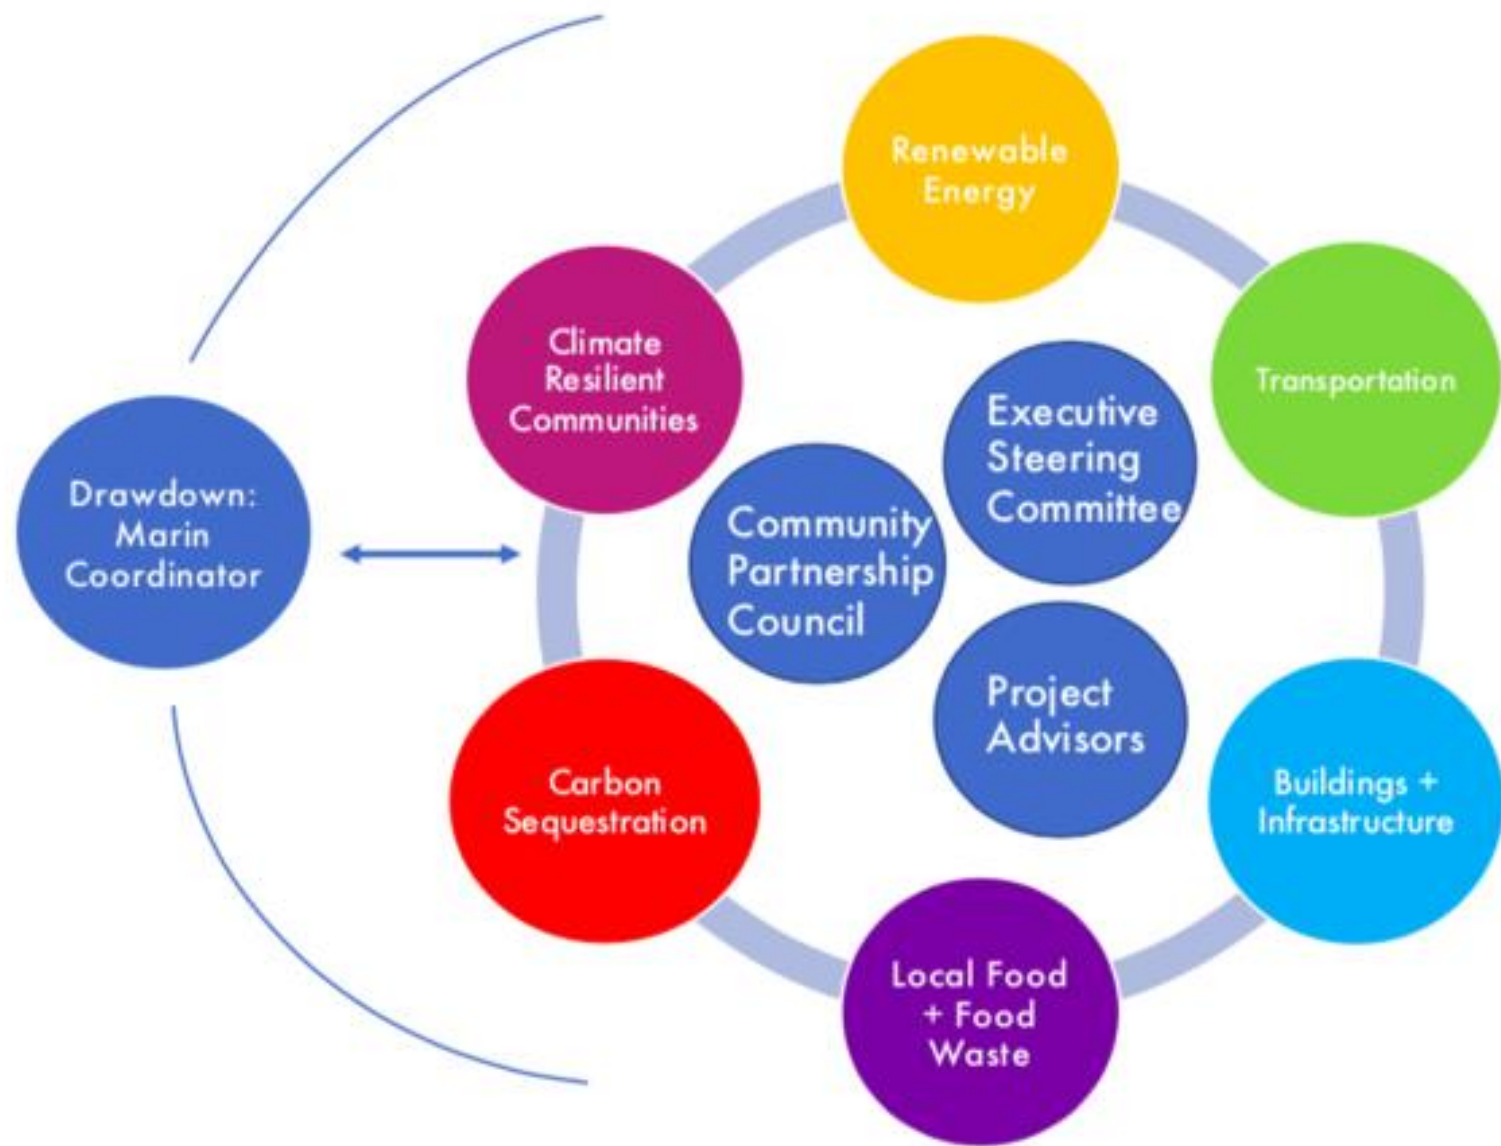 Renewable
Energy
Climate
Resilient
Communities
Transportation
Executive
Steering
Committee
Drawdown:
Marin
Coordinator
Community
Partnership
Council
Project
Advisors
Carbon
Sequestration
Buildings +
Infrastructure
Local Food
+ Food
Waste